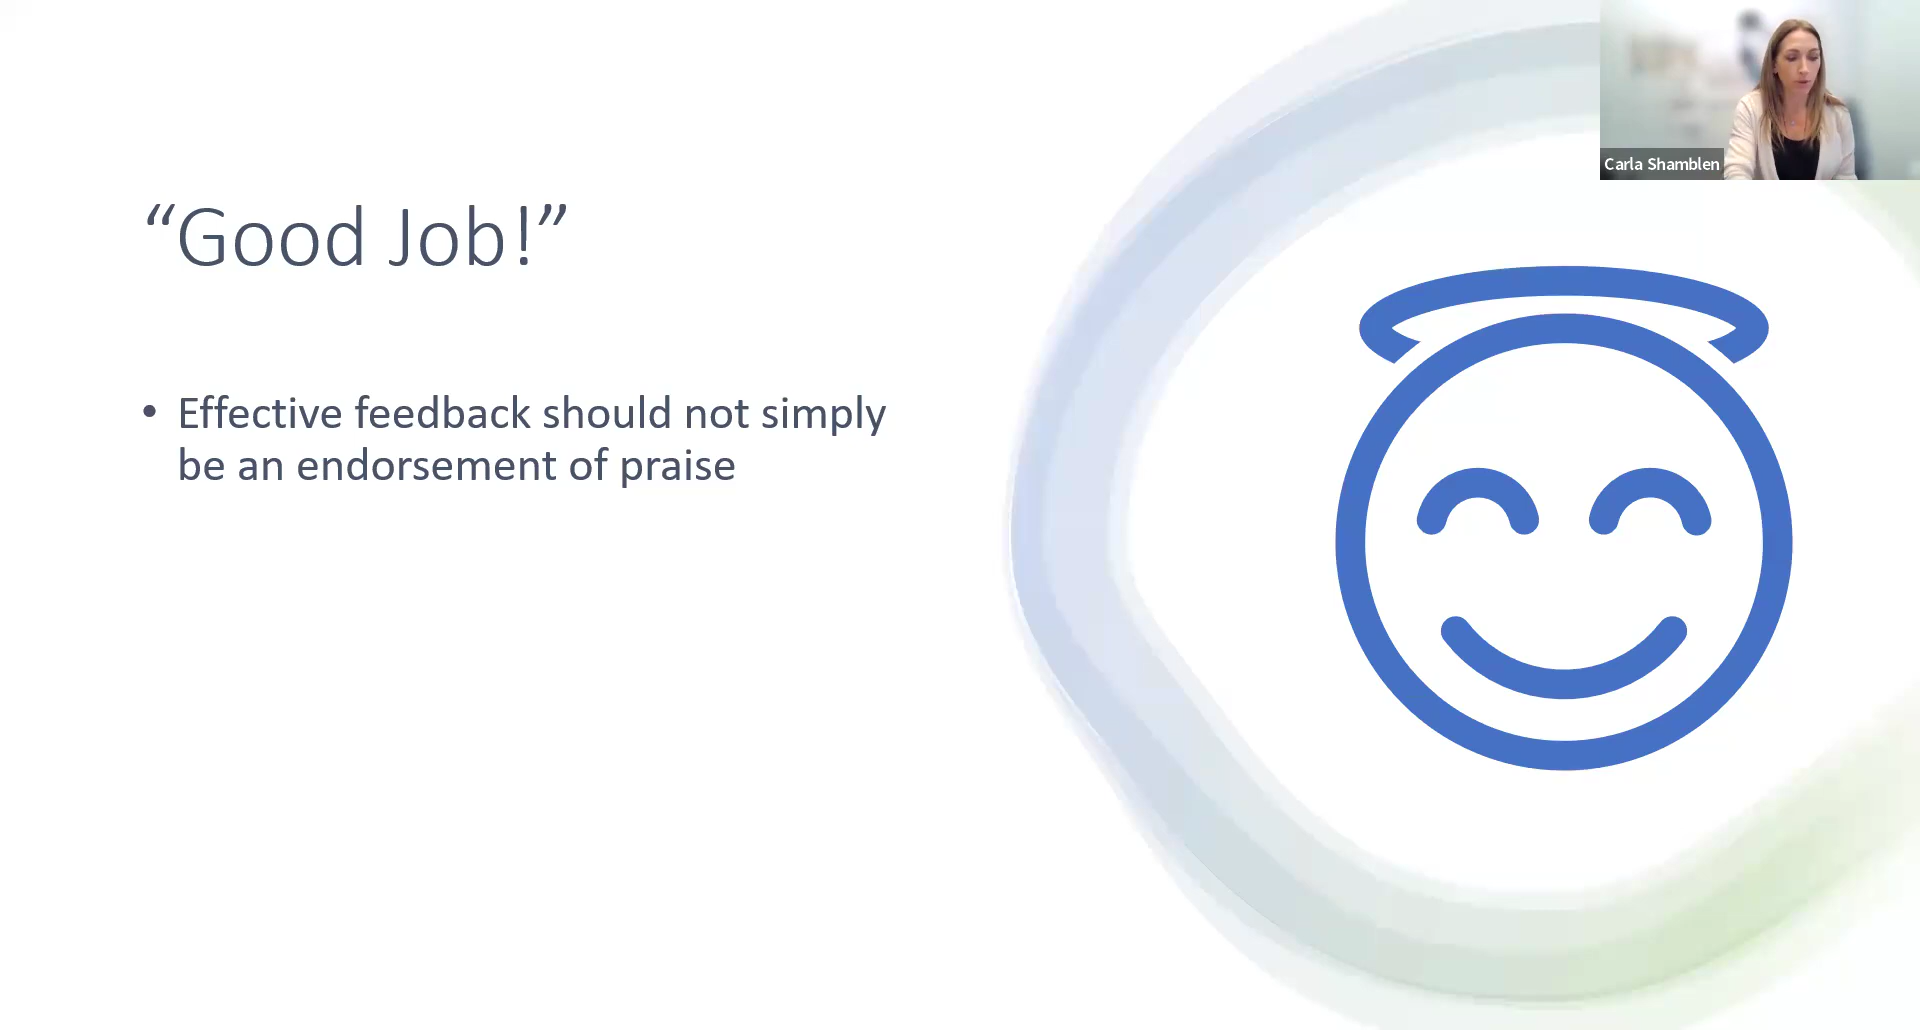 “Good Job!”
• Effective feedback should not simply
be an endorsement of praise
Carla Shamblen